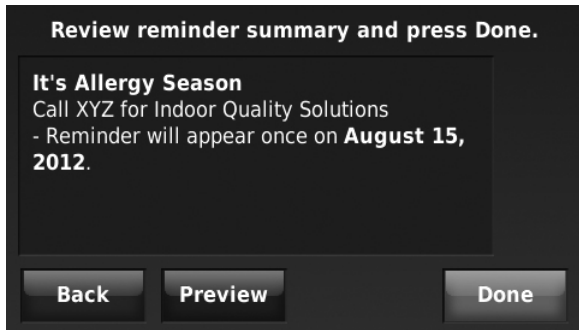 Review reminder summary and press Done.
It's Allergy Season
Call XYZ for Indoor Quality Solutions
- Reminder will appear once on August 15,
2012.
Back
Preview
Done